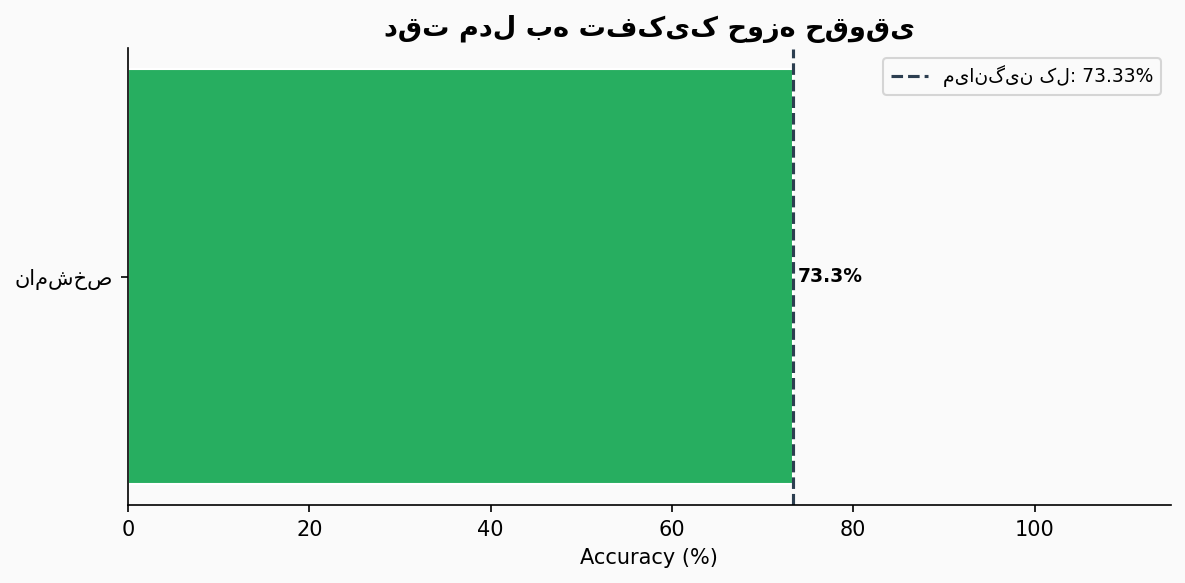 دقت مدل به تفکیک حوزه حقوقی
میانگین کل: 73.33%
نامشخص
73.3%
0 20 40 60 80 100
Accuracy (%)